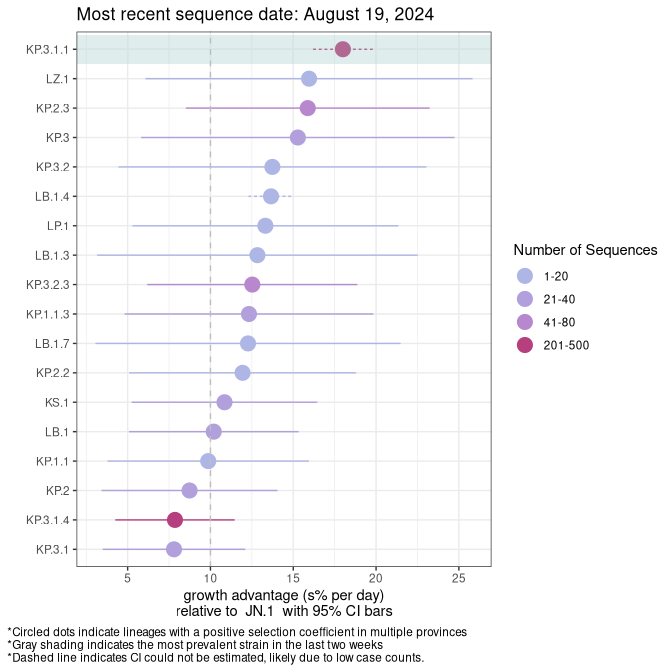 Most recent sequence date: August 19, 2024
KP.3.1.1
LZ.1
KP.2.3
KP.3
KP.3.2
LB.1.4
LP.1
LB.1.3
KP.3.2.3
KP.1.1.3
LB.1.7
KP.2.2
KS.1
LB.1
KP.1.1
KP.2
KP.3.1.4
KP.3.1
5 10 15 20 25
growth advantage (s% per day)
relative to JN.1 with 95% CI bars
Number of Sequences
1-20
21-40
41-80
201-500
*Circled dots indicate lineages with a positive selection coefficient in multiple provinces
*Gray shading indicates the most prevalent strain in the last two weeks
*Dashed line indicates CI could not be estimated, likely due to low case counts.